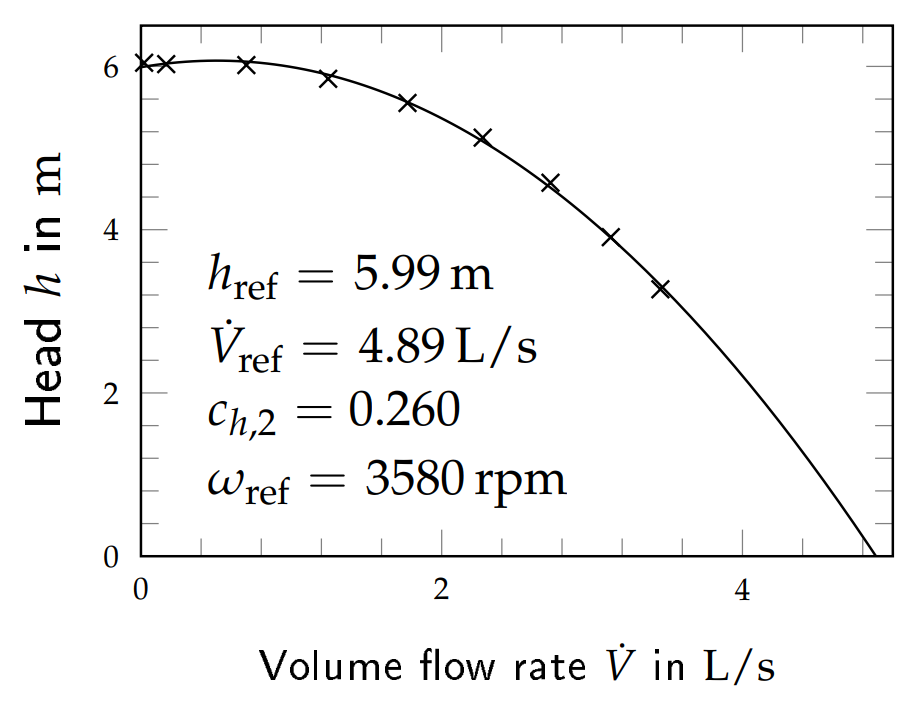 Head h in m
6
4
2
0
h_ref = 5.99 m
V̇_ref = 4.89 L/s
c_h,2 = 0.260
ω_ref = 3580 rpm
0 2 4
Volume flow rate V̇ in L/s